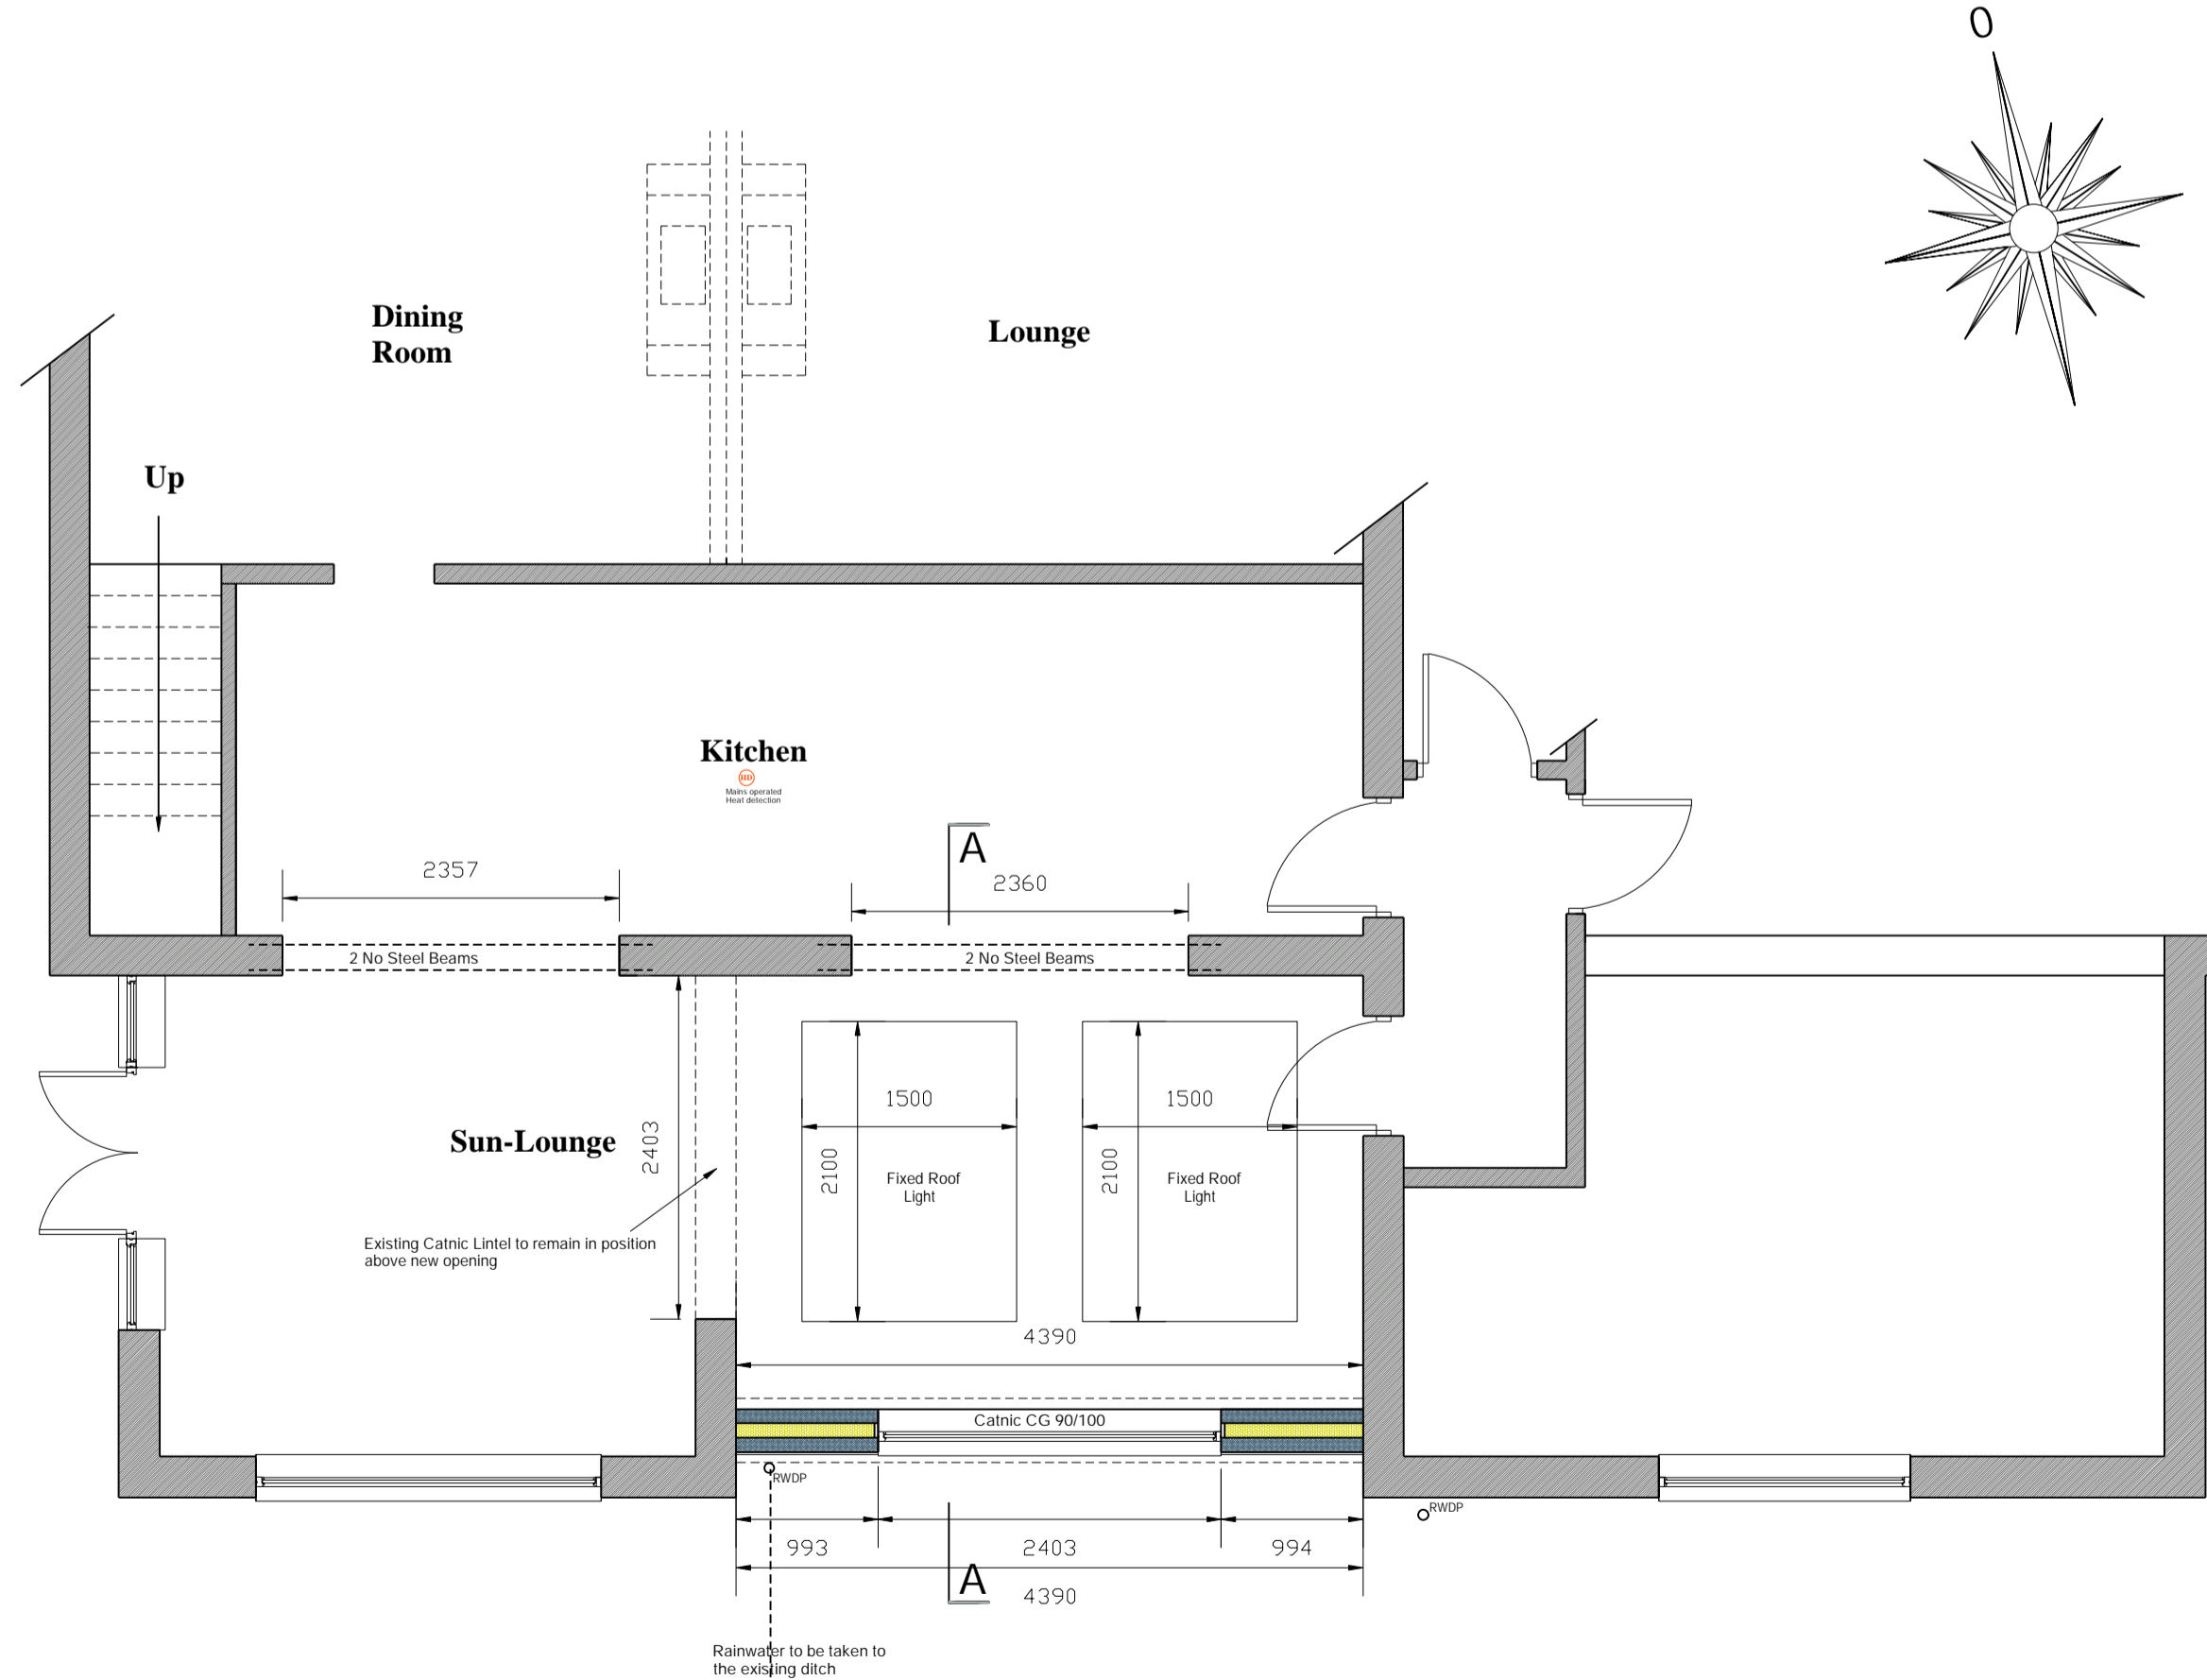 0
Dining
Room
Lounge
Up
Kitchen
HD
Mains operated
Heat detection
A
2357
2360
2 No Steel Beams
2 No Steel Beams
1500
1500
Sun-Lounge
2403
2100
2100
Fixed Roof
Light
Fixed Roof
Light
Existing Catnic Lintel to remain in position
above new opening
4390
Catnic CG 90/100
RWDP
RWDP
993
2403
994
A
4390
Rainwater to be taken to
the existing ditch